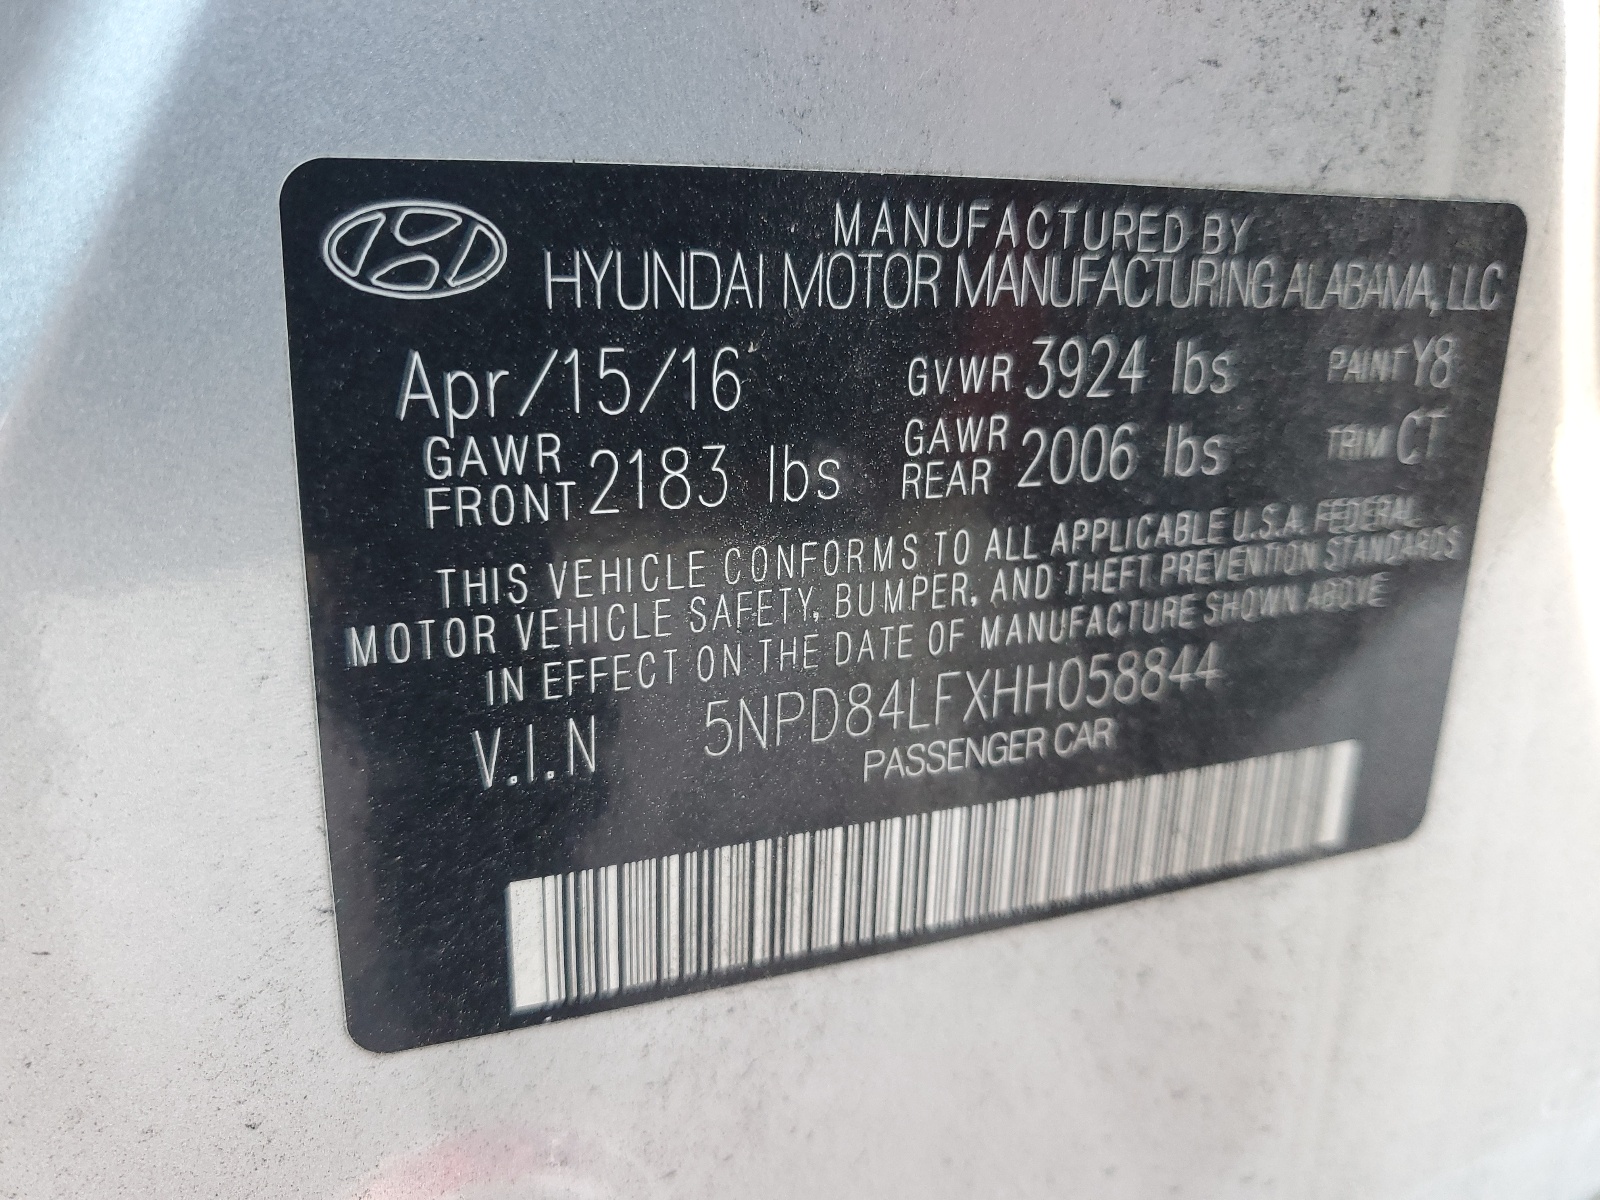 MANUFACTURED BY
HYUNDAI MOTOR MANUFACTURING ALABAMA, LLC
Apr/15/16 GVWR 3924 lbs PAINT Y8
GAWR FRONT 2183 lbs GAWR REAR 2006 lbs TRIM CT
THIS VEHICLE CONFORMS TO ALL APPLICABLE U.S.A. FEDERAL
MOTOR VEHICLE SAFETY, BUMPER, AND THEFT PREVENTION STANDARDS
IN EFFECT ON THE DATE OF MANUFACTURE SHOWN ABOVE
V.I.N 5NPD84LFXHH058844
PASSENGER CAR